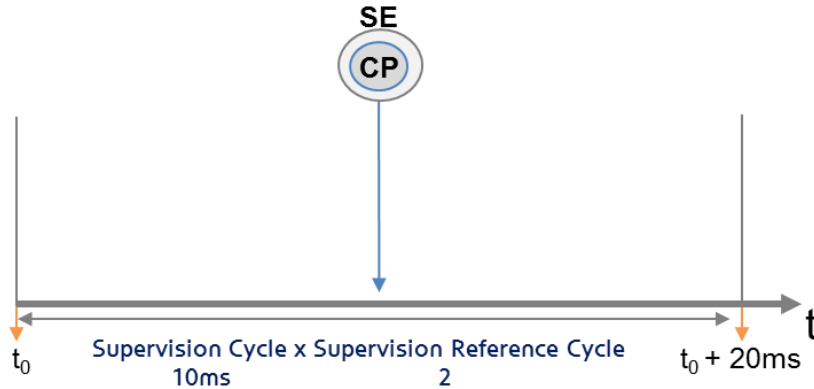 SE
CP
t
t₀
Supervision Cycle x Supervision Reference Cycle
10ms 2
t₀ + 20ms